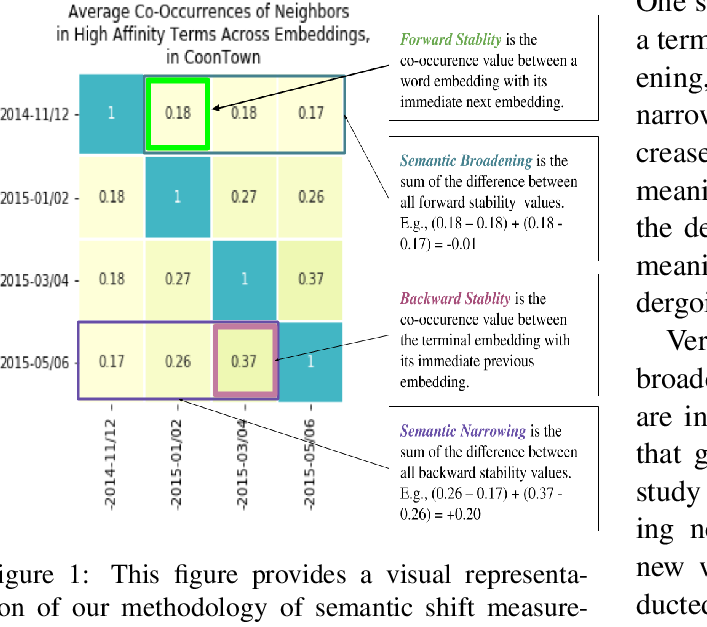 Average Co-Occurrences of Neighbors
in High Affinity Terms Across Embeddings,
in CoonTown
2014-11/12
1
0.18
0.18
0.17
2015-01/02
0.18
1
0.27
0.26
2015-03/04
0.18
0.27
1
0.37
2015-05/06
0.17
0.26
0.37
1
-2014-11/12
-2015-01/02
-2015-03/04
-2015-05/06
Forward Stablity is the
co-occurence value between a
word embedding with its
immediate next embedding.
Semantic Broadening is the
sum of the difference between
all forward stability values.
E.g., (0.18 – 0.18) + (0.18 -
0.17) = -0.01
Backward Stablity is the
co-occurence value between
the terminal embedding with
its immediate previous
embedding.
Semantic Narrowing is the
sum of the difference between
all backward stability values.
E.g., (0.26 – 0.17) + (0.37 -
0.26) = +0.20
igure 1: This figure provides a visual representa-
on of our methodology of semantic shift measure-
One s
a term
ening,
narrow
crease
meani
the de
meani
dergoi
Ver
broade
are in
that g
study
ing ne
new v
ducted